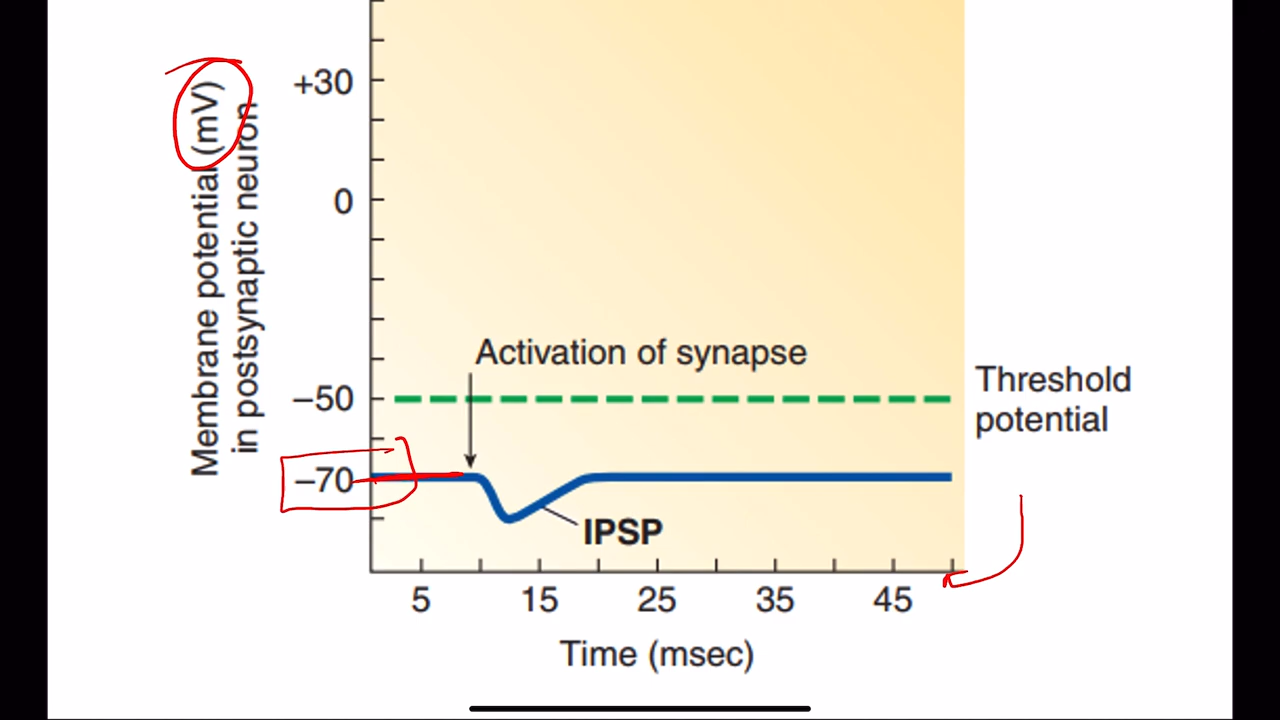 Membrane potential (mV)
in postsynaptic neuron
+30
0
–50
–70
Activation of synapse
Threshold
potential
IPSP
5 15 25 35 45
Time (msec)